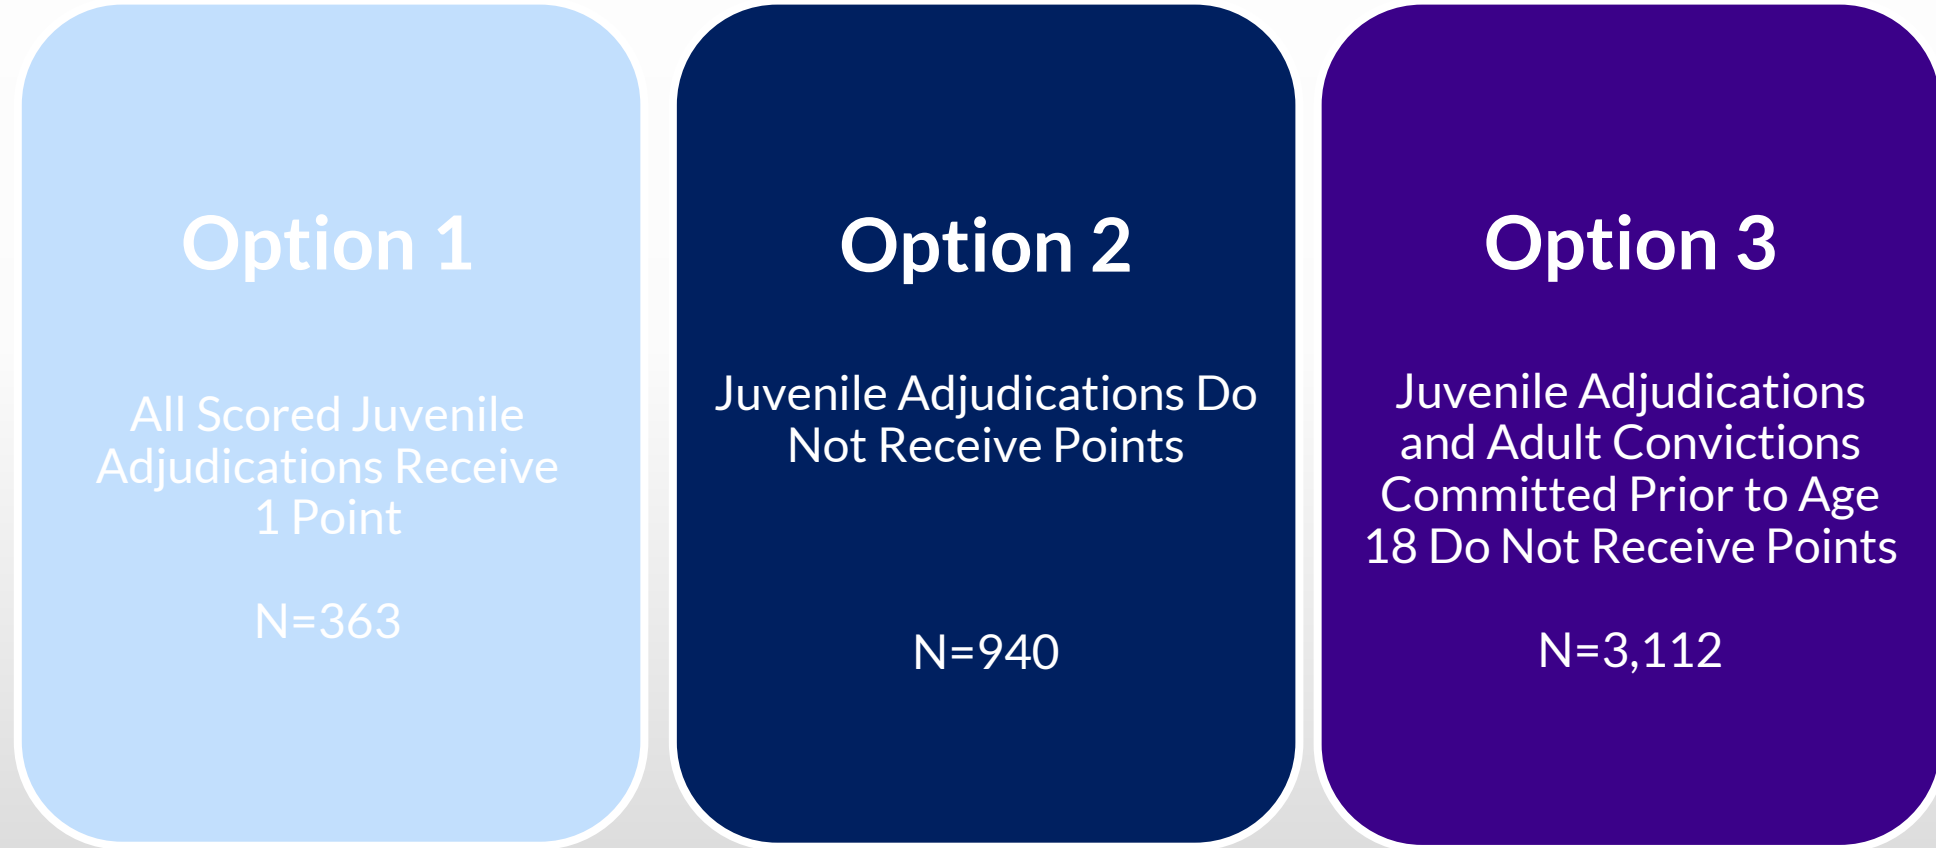 Option 1
All Scored Juvenile
Adjudications Receive
1 Point
N=363
Option 2
Juvenile Adjudications Do
Not Receive Points
N=940
Option 3
Juvenile Adjudications
and Adult Convictions
Committed Prior to Age
18 Do Not Receive Points
N=3,112